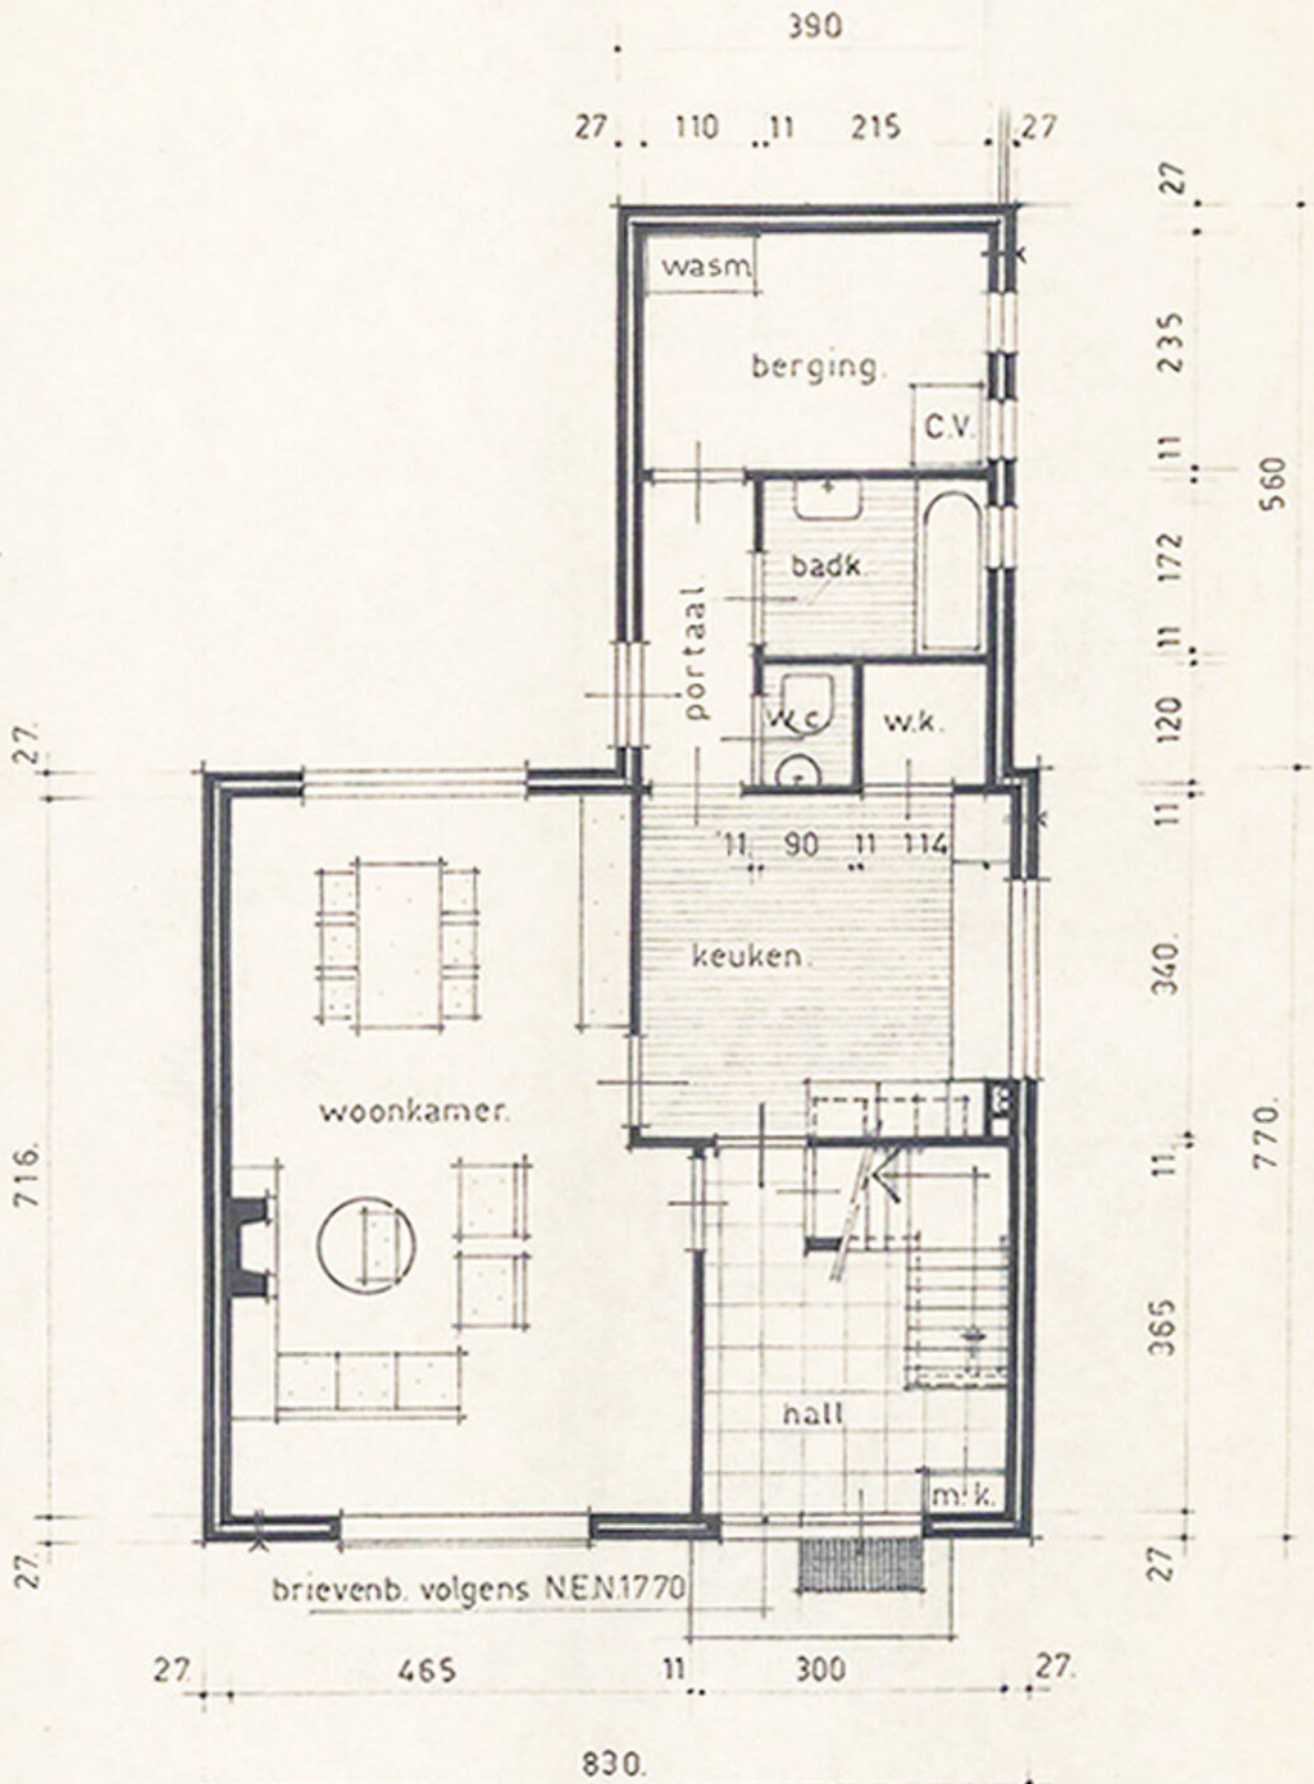 390
27 110 11 215 27
27
wasm
235
berging.
C.V.
11
560
badk.
172
portaal.
11
w.c.
w.k.
120
27.
11
11 90 11 114
keuken.
340.
woonkamer.
716.
11.
770.
365
hall
m.k.
27.
27
brievenb. volgens N.E.N.1770
27. 465 11 300 27.
830.